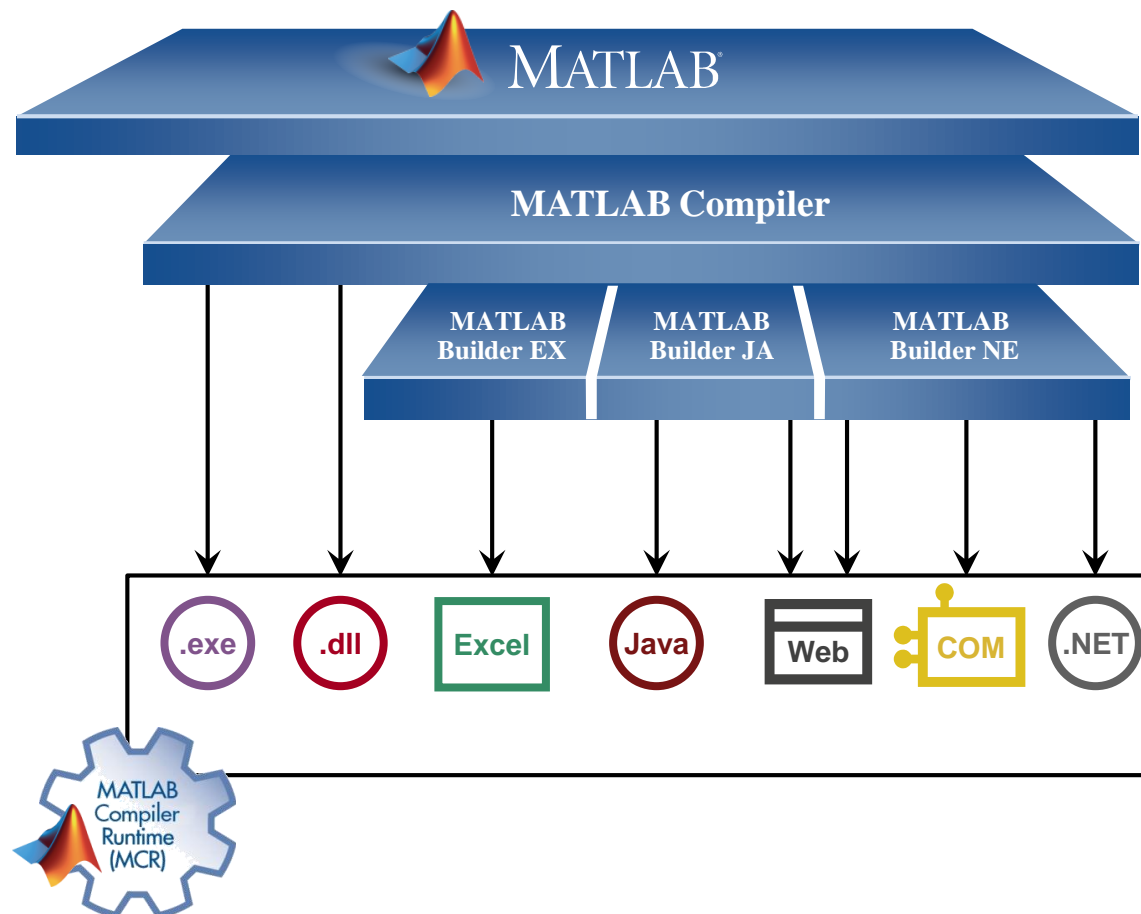 MATLAB®
MATLAB Compiler
MATLAB
Builder EX
MATLAB
Builder JA
MATLAB
Builder NE
.exe
.dll
Excel
Java
Web
COM
.NET
MATLAB
Compiler
Runtime
(MCR)